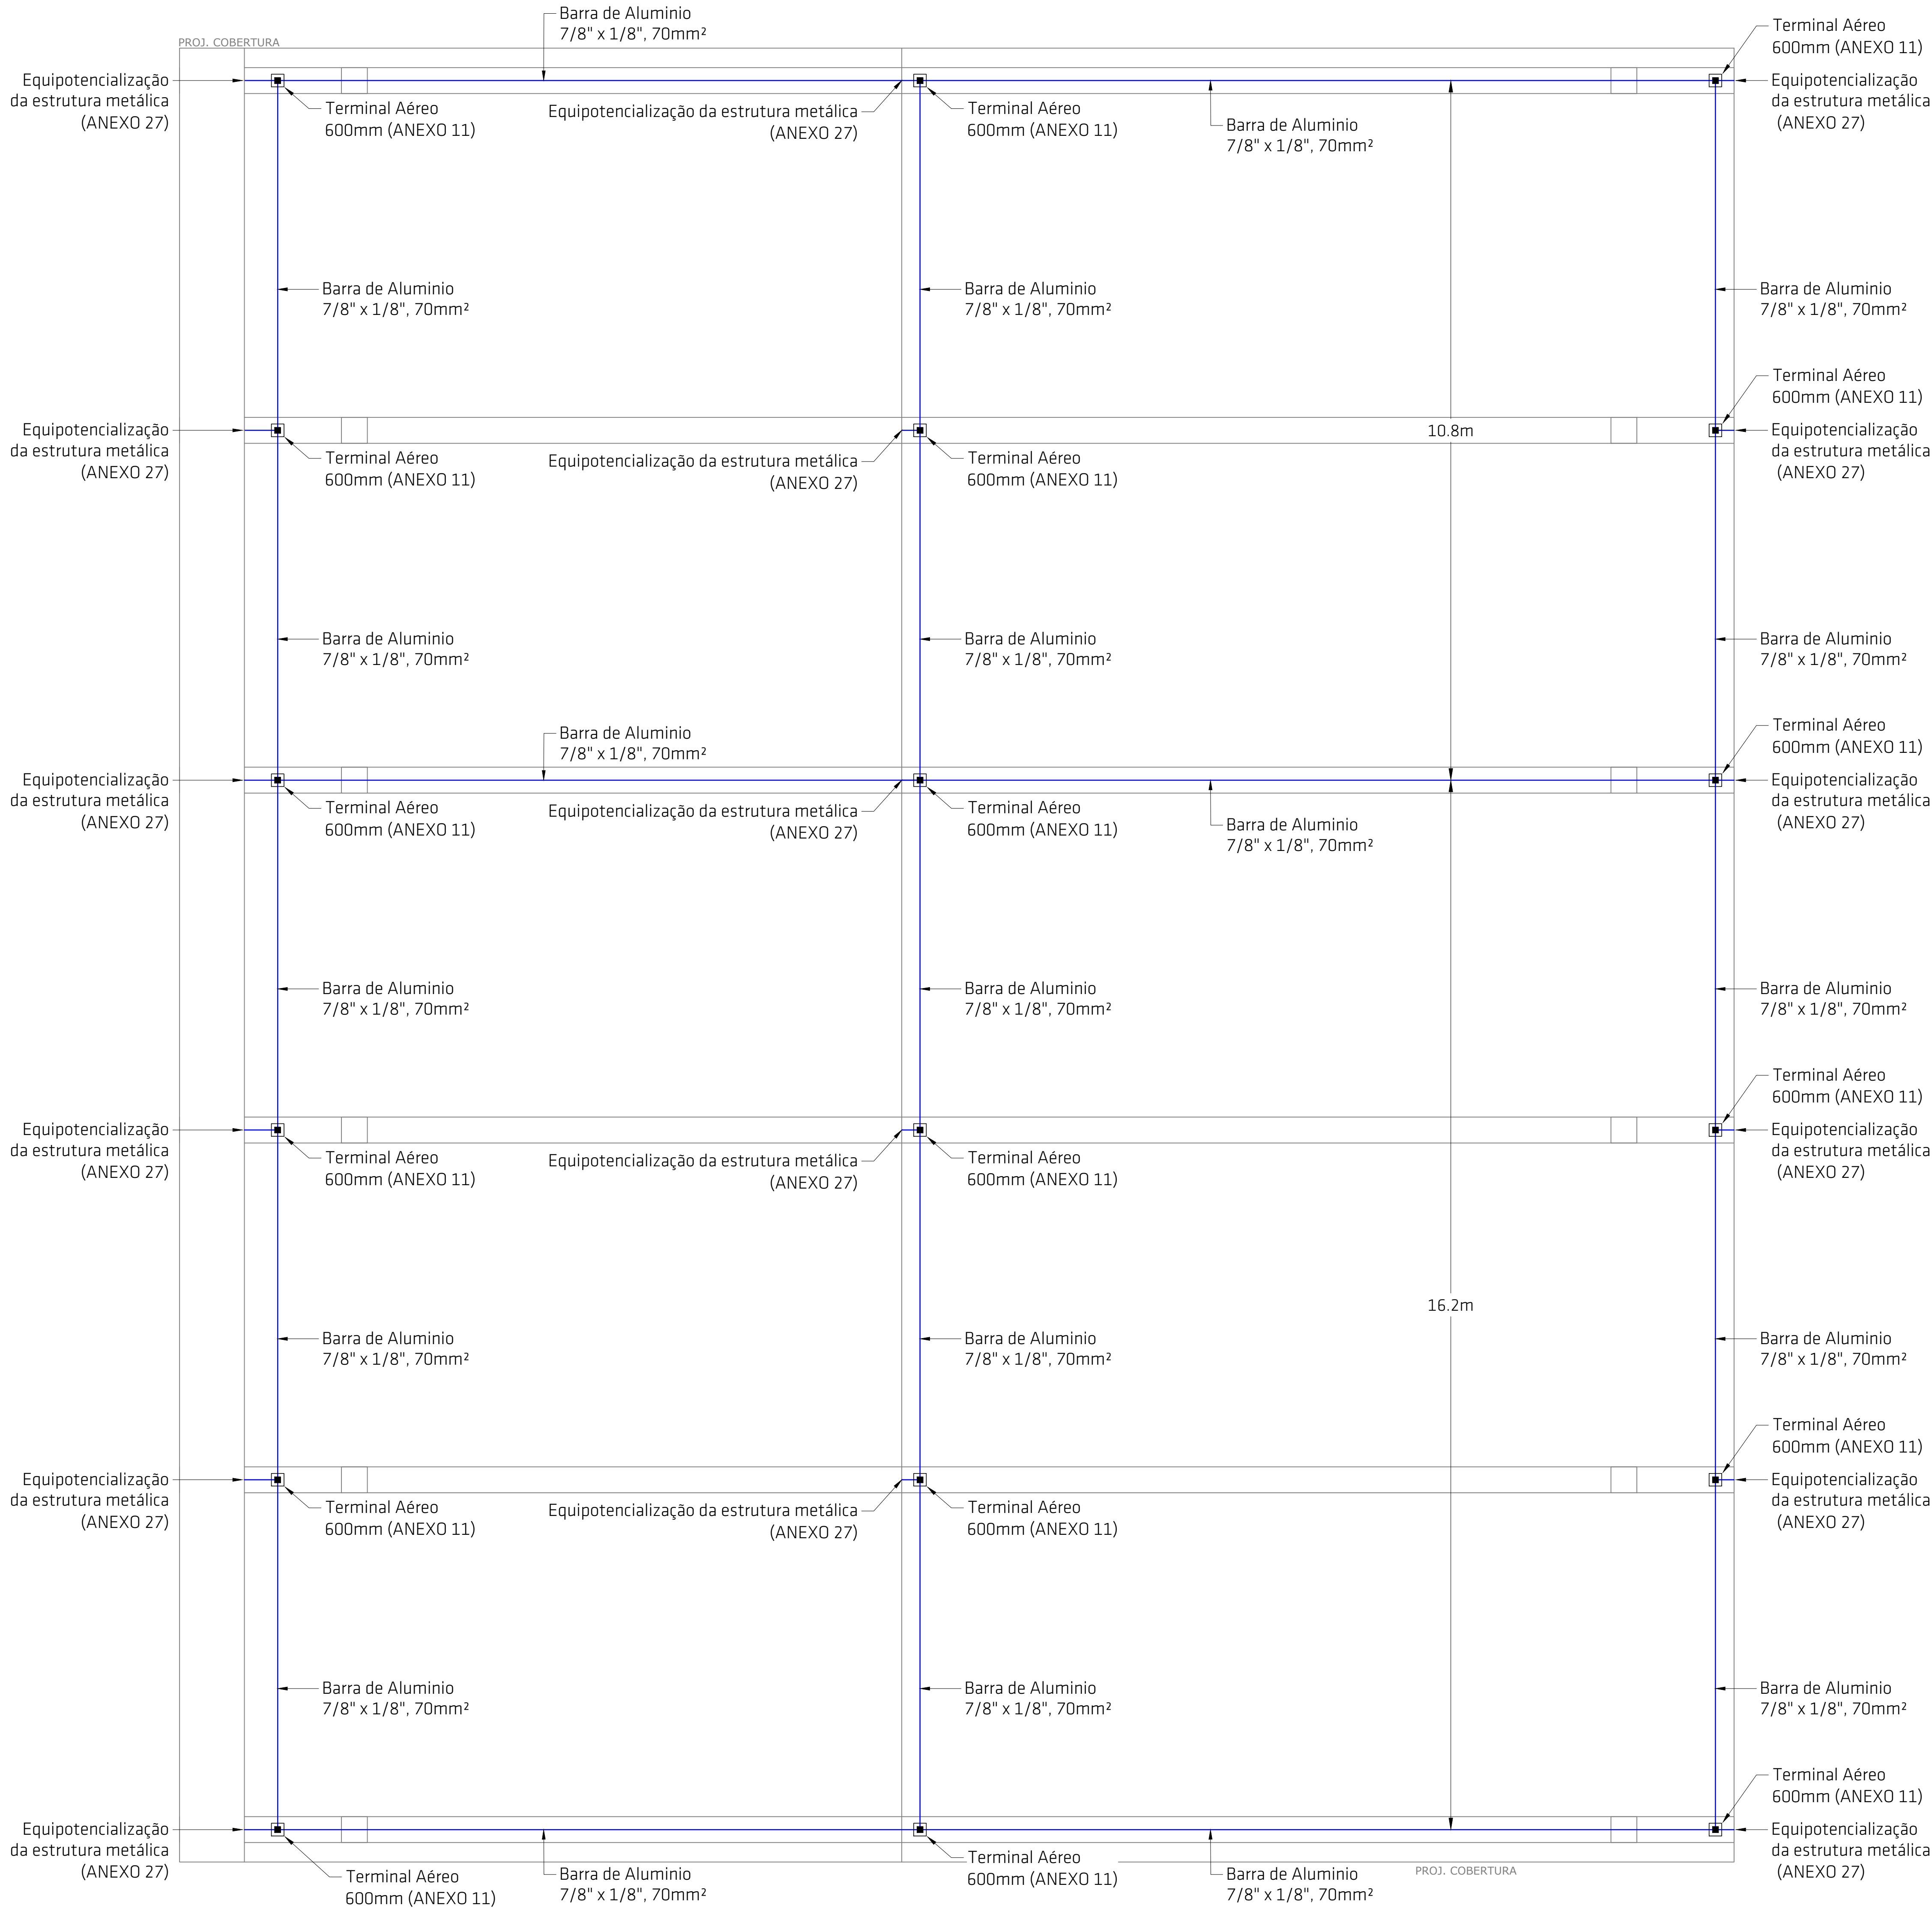 Barra de Aluminio
7/8" x 1/8", 70mm²
Terminal Aéreo
600mm (ANEXO 11)
PROJ. COBERTURA
Equipotencialização
da estrutura metálica
(ANEXO 27)
Terminal Aéreo
600mm (ANEXO 11)
Equipotencialização da estrutura metálica
(ANEXO 27)
Terminal Aéreo
600mm (ANEXO 11)
Barra de Aluminio
7/8" x 1/8", 70mm²
Equipotencialização
da estrutura metálica
(ANEXO 27)
Barra de Aluminio
7/8" x 1/8", 70mm²
Barra de Aluminio
7/8" x 1/8", 70mm²
Barra de Aluminio
7/8" x 1/8", 70mm²
Terminal Aéreo
600mm (ANEXO 11)
Equipotencialização
da estrutura metálica
(ANEXO 27)
Terminal Aéreo
600mm (ANEXO 11)
Equipotencialização da estrutura metálica
(ANEXO 27)
Terminal Aéreo
600mm (ANEXO 11)
10.8m
Equipotencialização
da estrutura metálica
(ANEXO 27)
Barra de Aluminio
7/8" x 1/8", 70mm²
Barra de Aluminio
7/8" x 1/8", 70mm²
Barra de Aluminio
7/8" x 1/8", 70mm²
Barra de Aluminio
7/8" x 1/8", 70mm²
Terminal Aéreo
600mm (ANEXO 11)
Equipotencialização
da estrutura metálica
(ANEXO 27)
Terminal Aéreo
600mm (ANEXO 11)
Equipotencialização da estrutura metálica
(ANEXO 27)
Terminal Aéreo
600mm (ANEXO 11)
Barra de Aluminio
7/8" x 1/8", 70mm²
Equipotencialização
da estrutura metálica
(ANEXO 27)
Barra de Aluminio
7/8" x 1/8", 70mm²
Barra de Aluminio
7/8" x 1/8", 70mm²
Barra de Aluminio
7/8" x 1/8", 70mm²
Terminal Aéreo
600mm (ANEXO 11)
Equipotencialização
da estrutura metálica
(ANEXO 27)
Terminal Aéreo
600mm (ANEXO 11)
Equipotencialização da estrutura metálica
(ANEXO 27)
Terminal Aéreo
600mm (ANEXO 11)
Equipotencialização
da estrutura metálica
(ANEXO 27)
16.2m
Barra de Aluminio
7/8" x 1/8", 70mm²
Barra de Aluminio
7/8" x 1/8", 70mm²
Barra de Aluminio
7/8" x 1/8", 70mm²
Terminal Aéreo
600mm (ANEXO 11)
Equipotencialização
da estrutura metálica
(ANEXO 27)
Terminal Aéreo
600mm (ANEXO 11)
Equipotencialização da estrutura metálica
(ANEXO 27)
Terminal Aéreo
600mm (ANEXO 11)
Equipotencialização
da estrutura metálica
(ANEXO 27)
Barra de Aluminio
7/8" x 1/8", 70mm²
Barra de Aluminio
7/8" x 1/8", 70mm²
Barra de Aluminio
7/8" x 1/8", 70mm²
Terminal Aéreo
600mm (ANEXO 11)
Equipotencialização
da estrutura metálica
(ANEXO 27)
Terminal Aéreo
600mm (ANEXO 11)
Barra de Aluminio
7/8" x 1/8", 70mm²
Terminal Aéreo
600mm (ANEXO 11)
Barra de Aluminio
7/8" x 1/8", 70mm²
PROJ. COBERTURA
Equipotencialização
da estrutura metálica
(ANEXO 27)